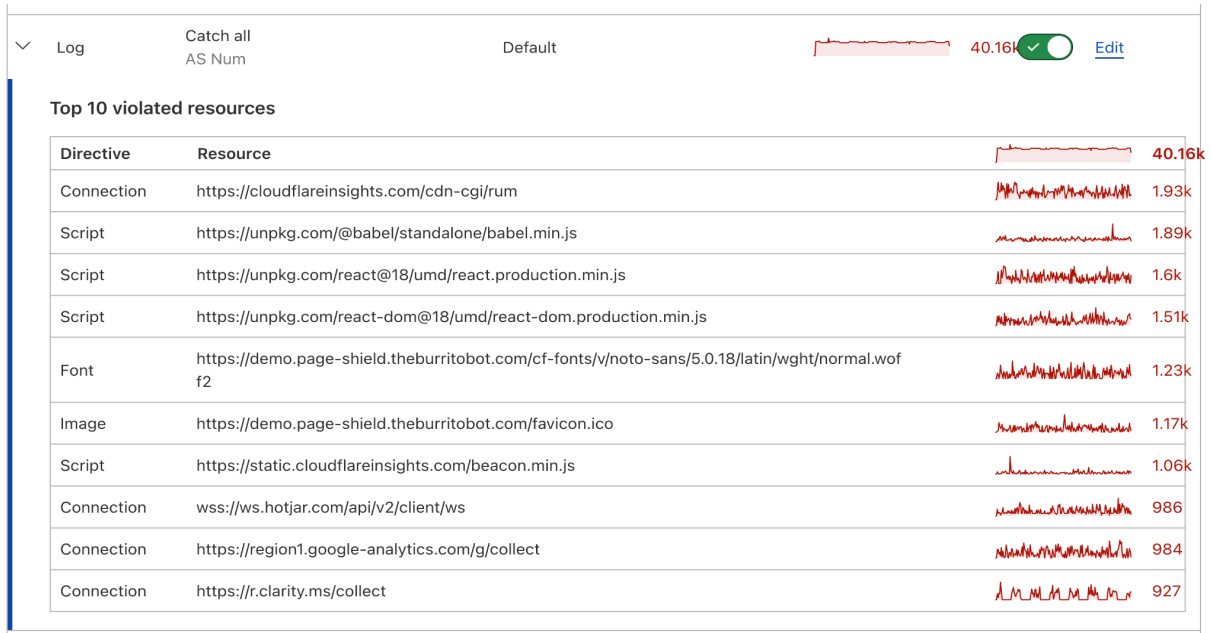 Log Catch all Default 40.16k Edit
AS Num
Top 10 violated resources
Directive Resource 40.16k
Connection https://cloudflareinsights.com/cdn-cgi/rum 1.93k
Script https://unpkg.com/@babel/standalone/babel.min.js 1.89k
Script https://unpkg.com/react@18/umd/react.production.min.js 1.6k
Script https://unpkg.com/react-dom@18/umd/react-dom.production.min.js 1.51k
Font https://demo.page-shield.theburritobot.com/cf-fonts/v/noto-sans/5.0.18/latin/wght/normal.wof 1.23k
f2
Image https://demo.page-shield.theburritobot.com/favicon.ico 1.17k
Script https://static.cloudflareinsights.com/beacon.min.js 1.06k
Connection wss://ws.hotjar.com/api/v2/client/ws 986
Connection https://region1.google-analytics.com/g/collect 984
Connection https://r.clarity.ms/collect 927